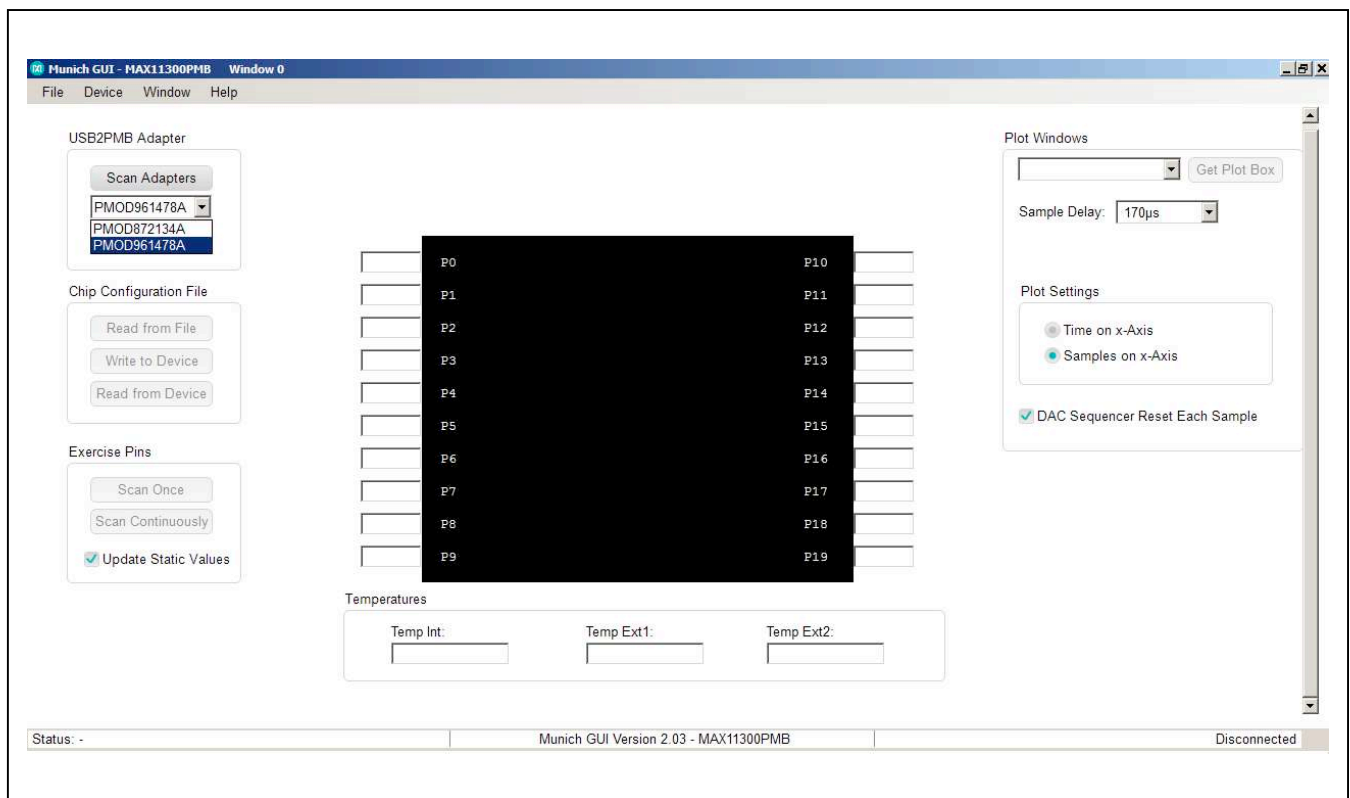 Munich GUI - MAX11300PMB Window 0
File Device Window Help
USB2PMB Adapter
Scan Adapters
PMOD961478A
PMOD872134A
PMOD961478A
Chip Configuration File
Read from File
Write to Device
Read from Device
Exercise Pins
Scan Once
Scan Continuously
Update Static Values
P0 P10
P1 P11
P2 P12
P3 P13
P4 P14
P5 P15
P6 P16
P7 P17
P8 P18
P9 P19
Temperatures
Temp Int: Temp Ext1: Temp Ext2:
Plot Windows
Get Plot Box
Sample Delay: 170µs
Plot Settings
Time on x-Axis
Samples on x-Axis
DAC Sequencer Reset Each Sample
Status: - Munich GUI Version 2.03 - MAX11300PMB Disconnected